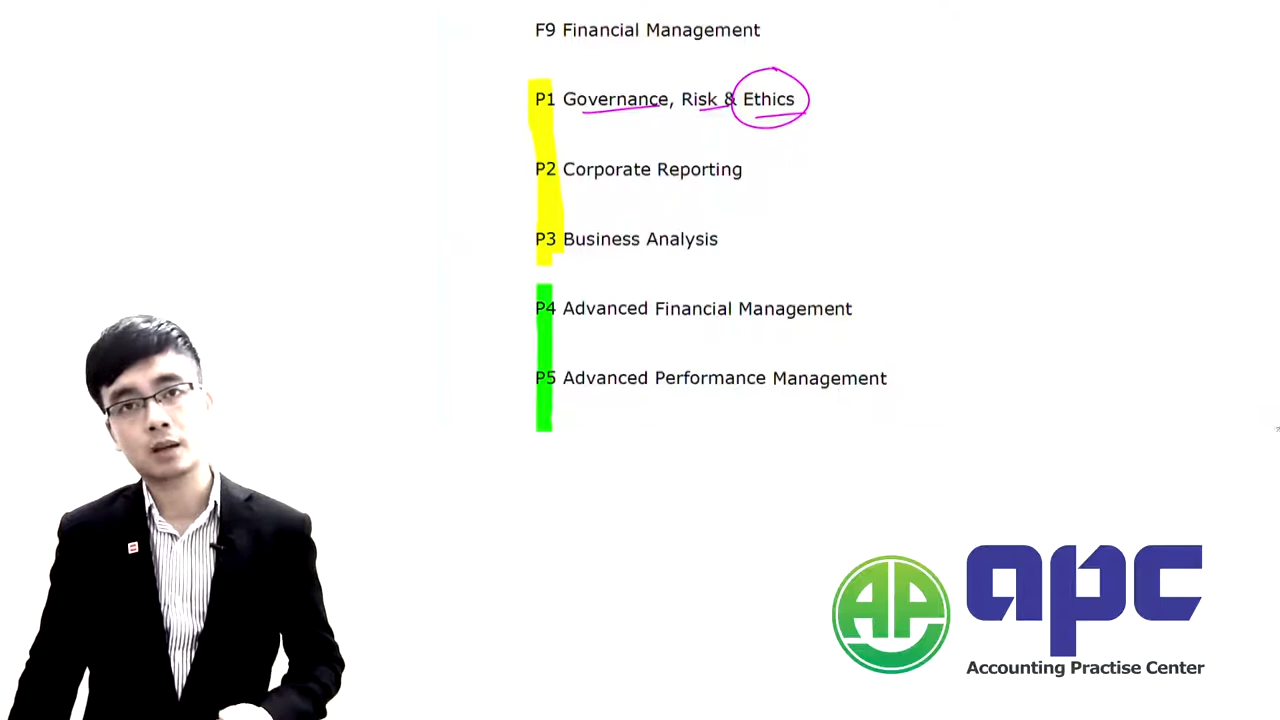 F9 Financial Management
P1 Governance, Risk & Ethics
P2 Corporate Reporting
P3 Business Analysis
P4 Advanced Financial Management
P5 Advanced Performance Management
AP
apc
Accounting Practise Center